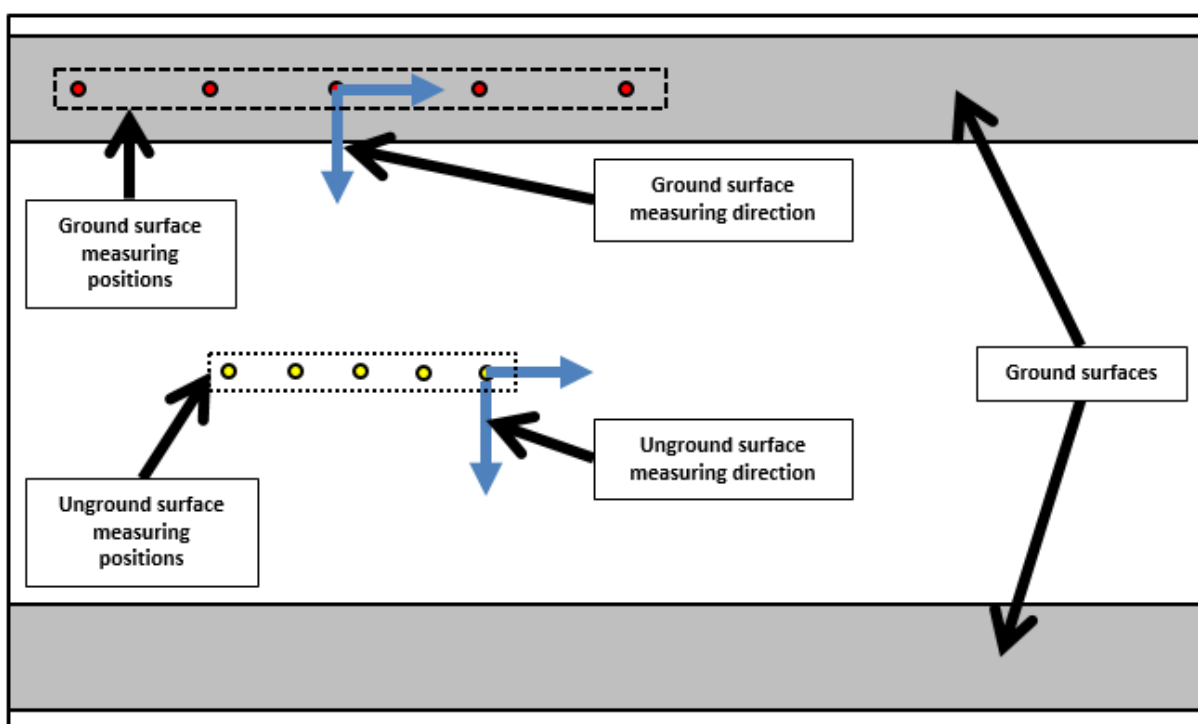 Ground surface
measuring
positions
Ground surface
measuring direction
Ground surfaces
Unground surface
measuring direction
Unground surface
measuring
positions